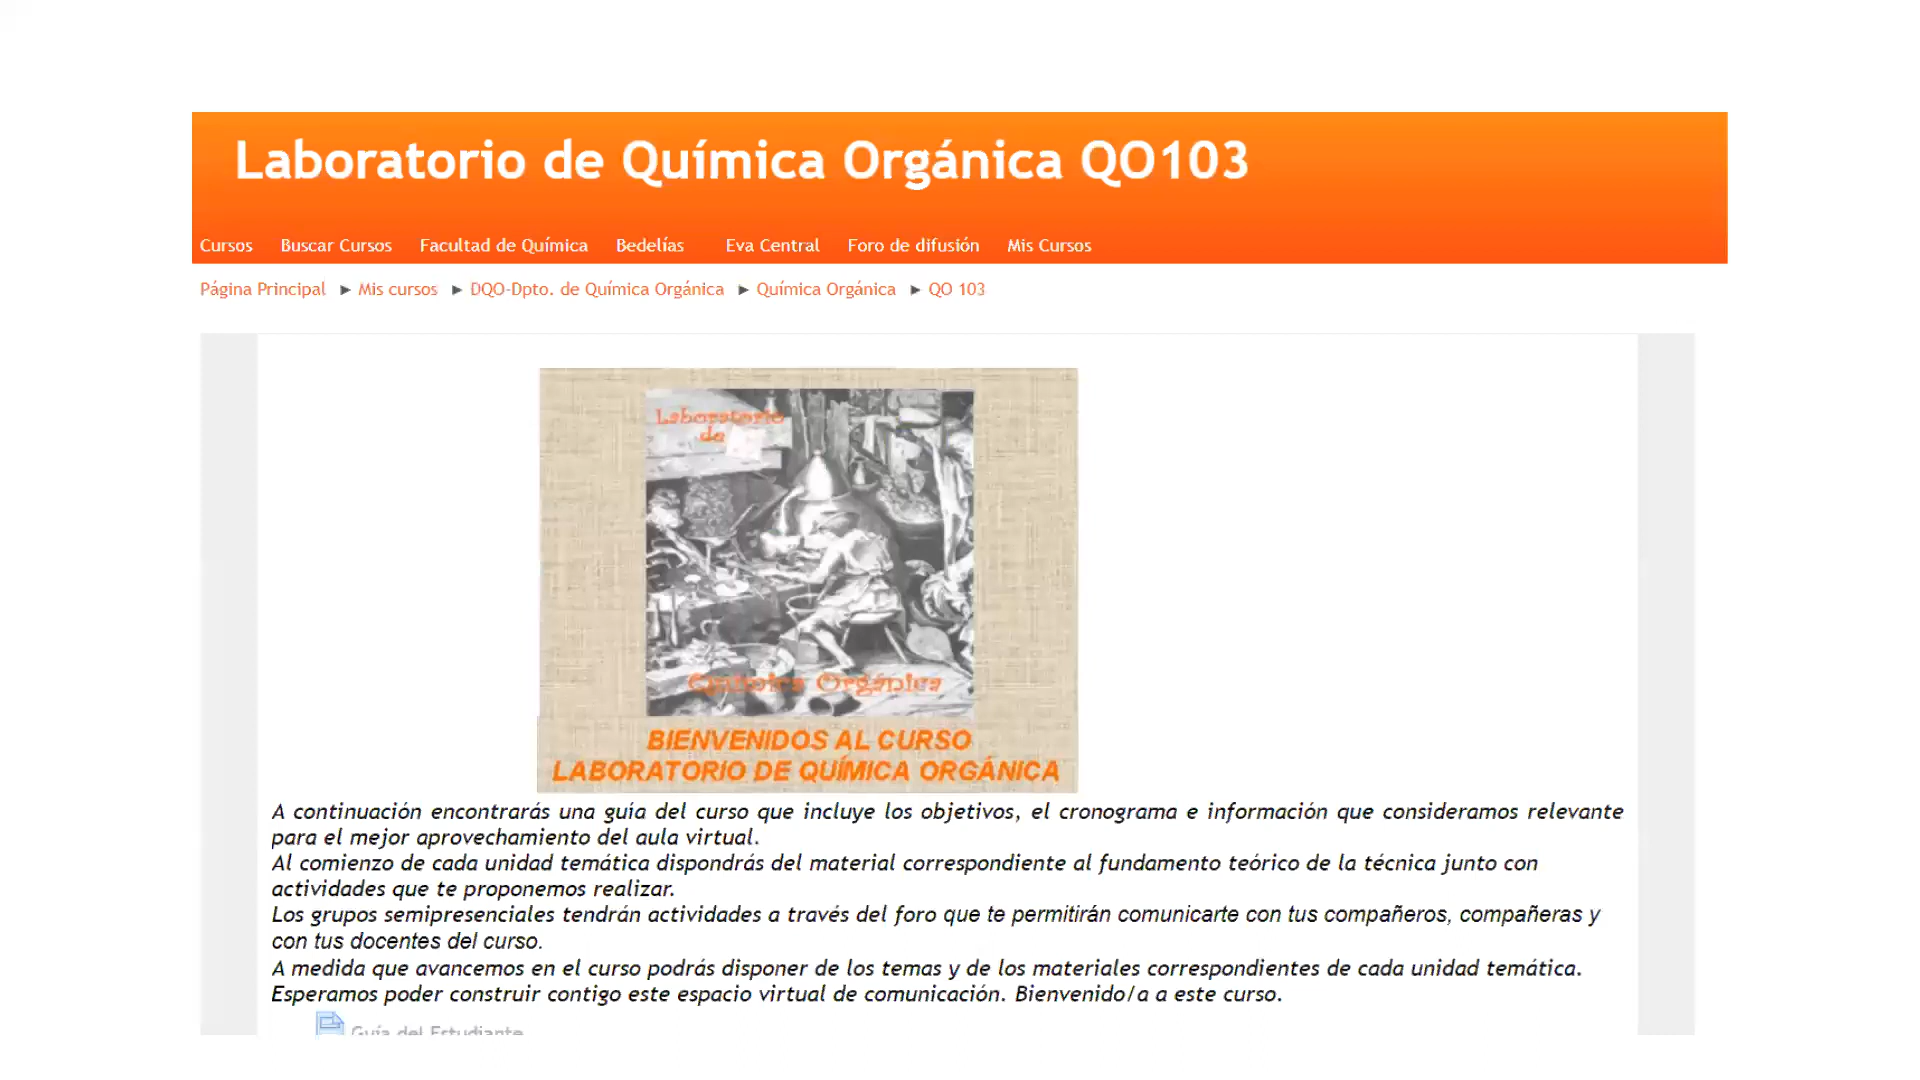 Laboratorio de Química Orgánica QO103
Cursos Buscar Cursos Facultad de Química Bedelías Eva Central Foro de difusión Mis Cursos
Página Principal ► Mis cursos ► DQO-Dpto. de Química Orgánica ► Química Orgánica ► QO 103
Laboratorio
de
Química Orgánica
BIENVENIDOS AL CURSO
LABORATORIO DE QUÍMICA ORGÁNICA
A continuación encontrarás una guía del curso que incluye los objetivos, el cronograma e información que consideramos relevante
para el mejor aprovechamiento del aula virtual.
Al comienzo de cada unidad temática dispondrás del material correspondiente al fundamento teórico de la técnica junto con
actividades que te proponemos realizar.
Los grupos semipresenciales tendrán actividades a través del foro que te permitirán comunicarte con tus compañeros, compañeras y
con tus docentes del curso.
A medida que avancemos en el curso podrás disponer de los temas y de los materiales correspondientes de cada unidad temática.
Esperamos poder construir contigo este espacio virtual de comunicación. Bienvenido/a a este curso.
Guía del Estudiante